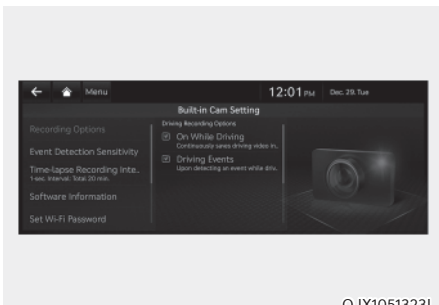 Menu
12:01 PM Dec. 29. Tue
Built-in Cam Setting
Recording Options
Event Detection Sensitivity
Time-lapse Recording Inte..
1-sec. Interval: Total 20 min.
Software Information
Set Wi-Fi Password
Driving Recording Options
On While Driving
Continuously saves driving video in..
Driving Events
Upon detecting an event while driv..